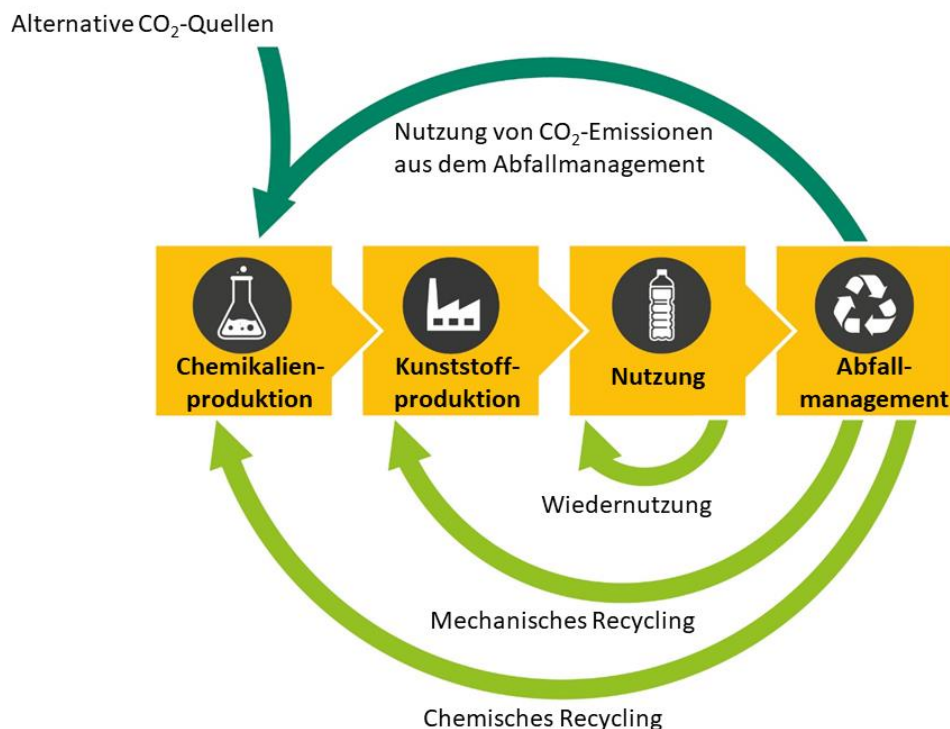 Alternative CO₂-Quellen
Nutzung von CO₂-Emissionen
aus dem Abfallmanagement
Chemikalien-
produktion
Kunststoff-
produktion
Nutzung
Abfall-
management
Wiedernutzung
Mechanisches Recycling
Chemisches Recycling